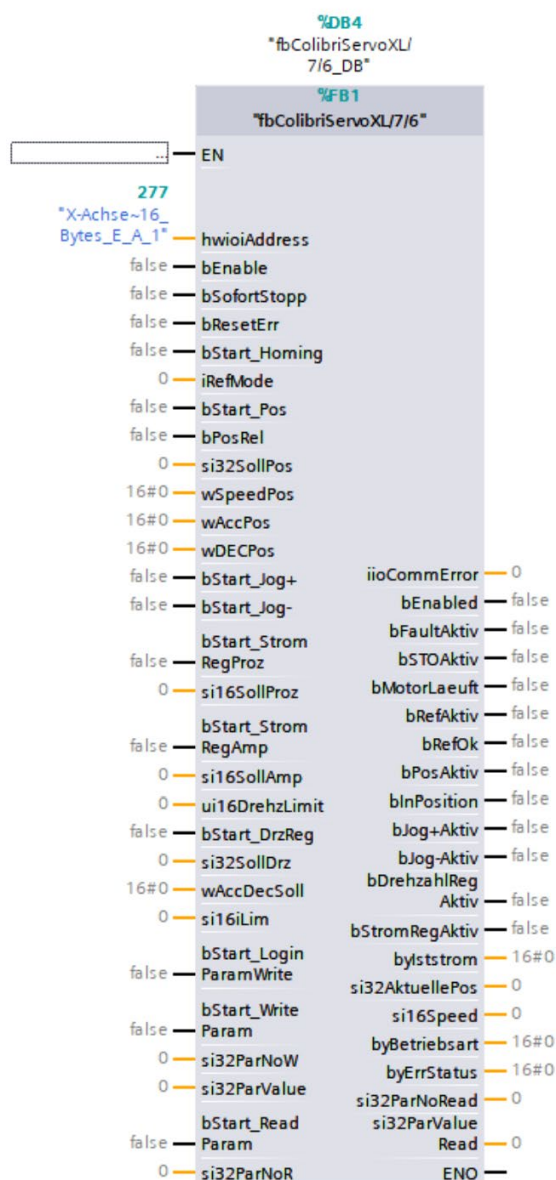 %DB4
"fbColibriServoXL/
7/6_DB"
%FB1
"fbColibriServoXL/7/6"
... EN
277
"X-Achse~16_
Bytes_E_A_1" hwioiAddress
false bEnable
false bSofortStopp
false bResetErr
false bStart_Homing
0 iRefMode
false bStart_Pos
false bPosRel
0 si32SollPos
16#0 wSpeedPos
16#0 wAccPos
16#0 wDECPos
false bStart_Jog+
false bStart_Jog-
bStart_Strom
false RegProz
0 si16SollProz
bStart_Strom
false RegAmp
0 si16SollAmp
0 ui16DrehzLimit
false bStart_DrzReg
0 si32SollDrz
16#0 wAccDecSoll
0 si16iLim
bStart_Login
false ParamWrite
bStart_Write
false Param
0 si32ParNoW
0 si32ParValue
bStart_Read
false Param
0 si32ParNoR
iioCommError 0
bEnabled false
bFaultAktiv false
bSTOAktiv false
bMotorLaeuft false
bRefAktiv false
bRefOk false
bPosAktiv false
bInPosition false
bJog+Aktiv false
bJog-Aktiv false
bDrehzahlReg
Aktiv false
bStromRegAktiv false
byIststrom 16#0
si32AktuellePos 0
si16Speed 0
byBetriebsart 16#0
byErrStatus 16#0
si32ParNoRead 0
si32ParValue
Read 0
ENO